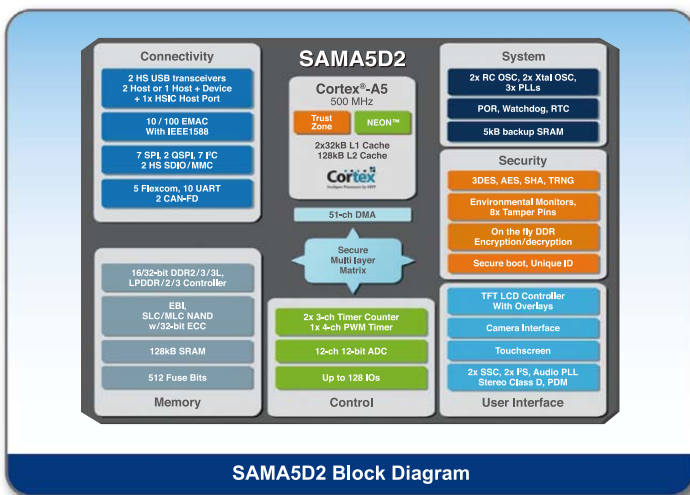 SAMA5D2
Connectivity
2 HS USB transceivers
2 Host or 1 Host + Device
+ 1x HSIC Host Port
10 / 100 EMAC
With IEEE1588
7 SPI, 2 QSPI, 7 I²C
2 HS SDIO/MMC
5 Flexcom, 10 UART
2 CAN-FD
Cortex®-A5
500 MHz
Trust
Zone
NEON™
2x32kB L1 Cache
128kB L2 Cache
Cortex
Intelligent Processors by ARM®
51-ch DMA
Secure
Multi layer
Matrix
System
2x RC OSC, 2x Xtal OSC,
3x PLLs
POR, Watchdog, RTC
5kB backup SRAM
Security
3DES, AES, SHA, TRNG
Environmental Monitors,
8x Tamper Pins
On the fly DDR
Encryption/decryption
Secure boot, Unique ID
16/32-bit DDR2/3/3L,
LPDDR/2/3 Controller
EBI,
SLC/MLC NAND
w/32-bit ECC
128kB SRAM
512 Fuse Bits
Memory
2x 3-ch Timer Counter
1x 4-ch PWM Timer
12-ch 12-bit ADC
Up to 128 IOs
Control
TFT LCD Controller
With Overlays
Camera Interface
Touchscreen
2x SSC, 2x I²S, Audio PLL
Stereo Class D, PDM
User Interface
SAMA5D2 Block Diagram